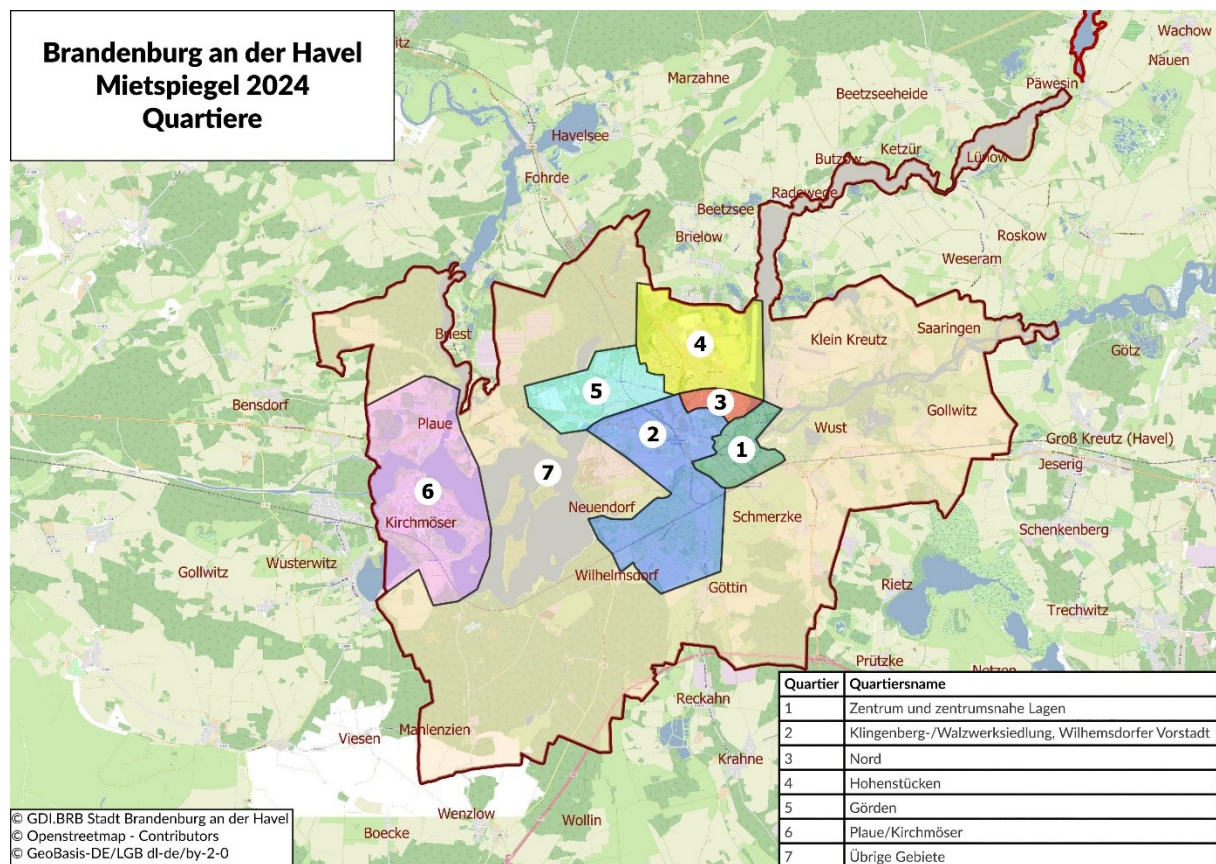 Brandenburg an der Havel
Mietspiegel 2024
Quartiere
Wachow
Nauen
Marzahne
Päwesin
Beetzseeheide
Havelsee
Ketzür
Butzow
Lünow
Fohrde
Radewege
Beetzsee
Brielow
Roskow
Weseram
Briest
Saaringen
Klein Kreutz
4
Götz
5
Bensdorf
3
Plaue
Gollwitz
2
Wust
1
Groß Kreutz (Havel)
Jeserig
7
6
Neuendorf
Kirchmöser
Schmerzke
Schenkenberg
Wusterwitz
Gollwitz
Wilhelmsdorf
Göttin
Rietz
Trechwitz
Prützke
Netzen
Reckahn
Mahlenzien
Viesen
Krahne
Wenzlow
Wollin
Boecke
Quartier Quartiersname
1 Zentrum und zentrumsnahe Lagen
2 Klingenberg-/Walzwerksiedlung, Wilhemsdorfer Vorstadt
3 Nord
4 Hohenstücken
5 Görden
6 Plaue/Kirchmöser
7 Übrige Gebiete
© GDI.BRB Stadt Brandenburg an der Havel
© Openstreetmap - Contributors
© GeoBasis-DE/LGB dl-de/by-2-0